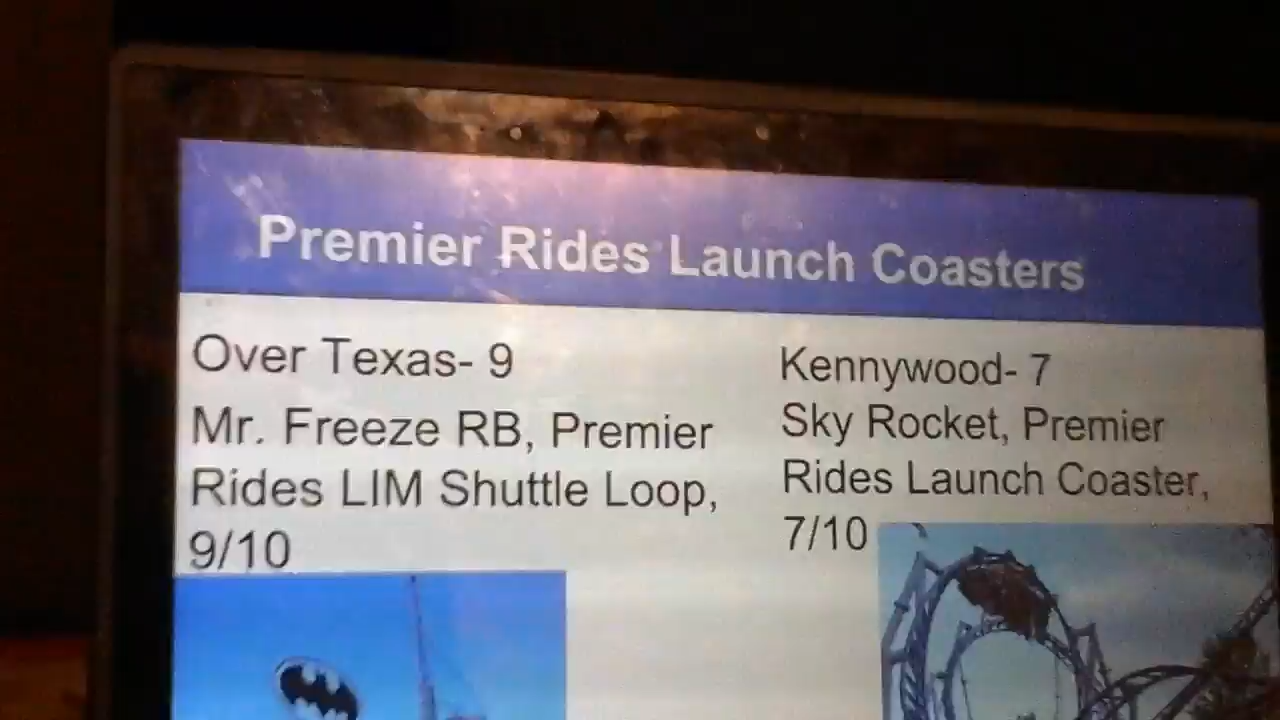 Premier Rides Launch Coasters
Over Texas- 9
Mr. Freeze RB, Premier
Rides LIM Shuttle Loop,
9/10
Kennywood- 7
Sky Rocket, Premier
Rides Launch Coaster,
7/10